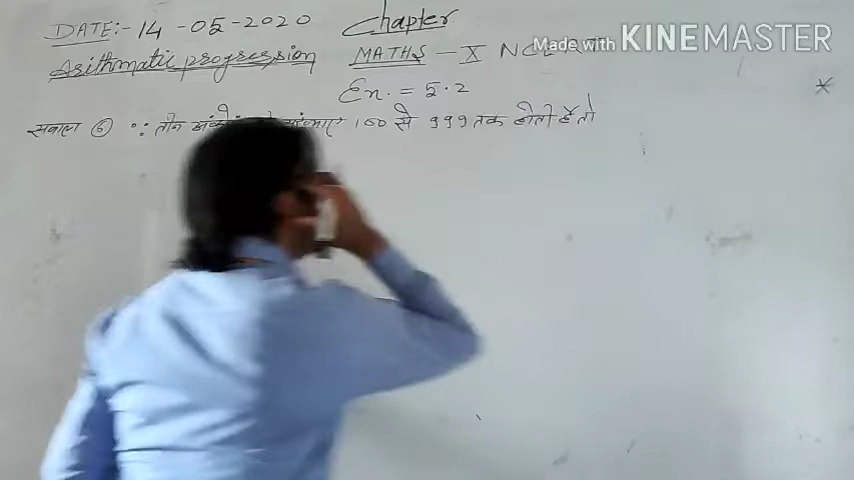 DATE:- 14 -05-2020 Chapter
Arithmatic progression MATHS - X NCERT
Made with KINEMASTER
Ex. = 5.2
सवाल ⑥ ∵ तीन 100 से 999 तक होती हैं तो